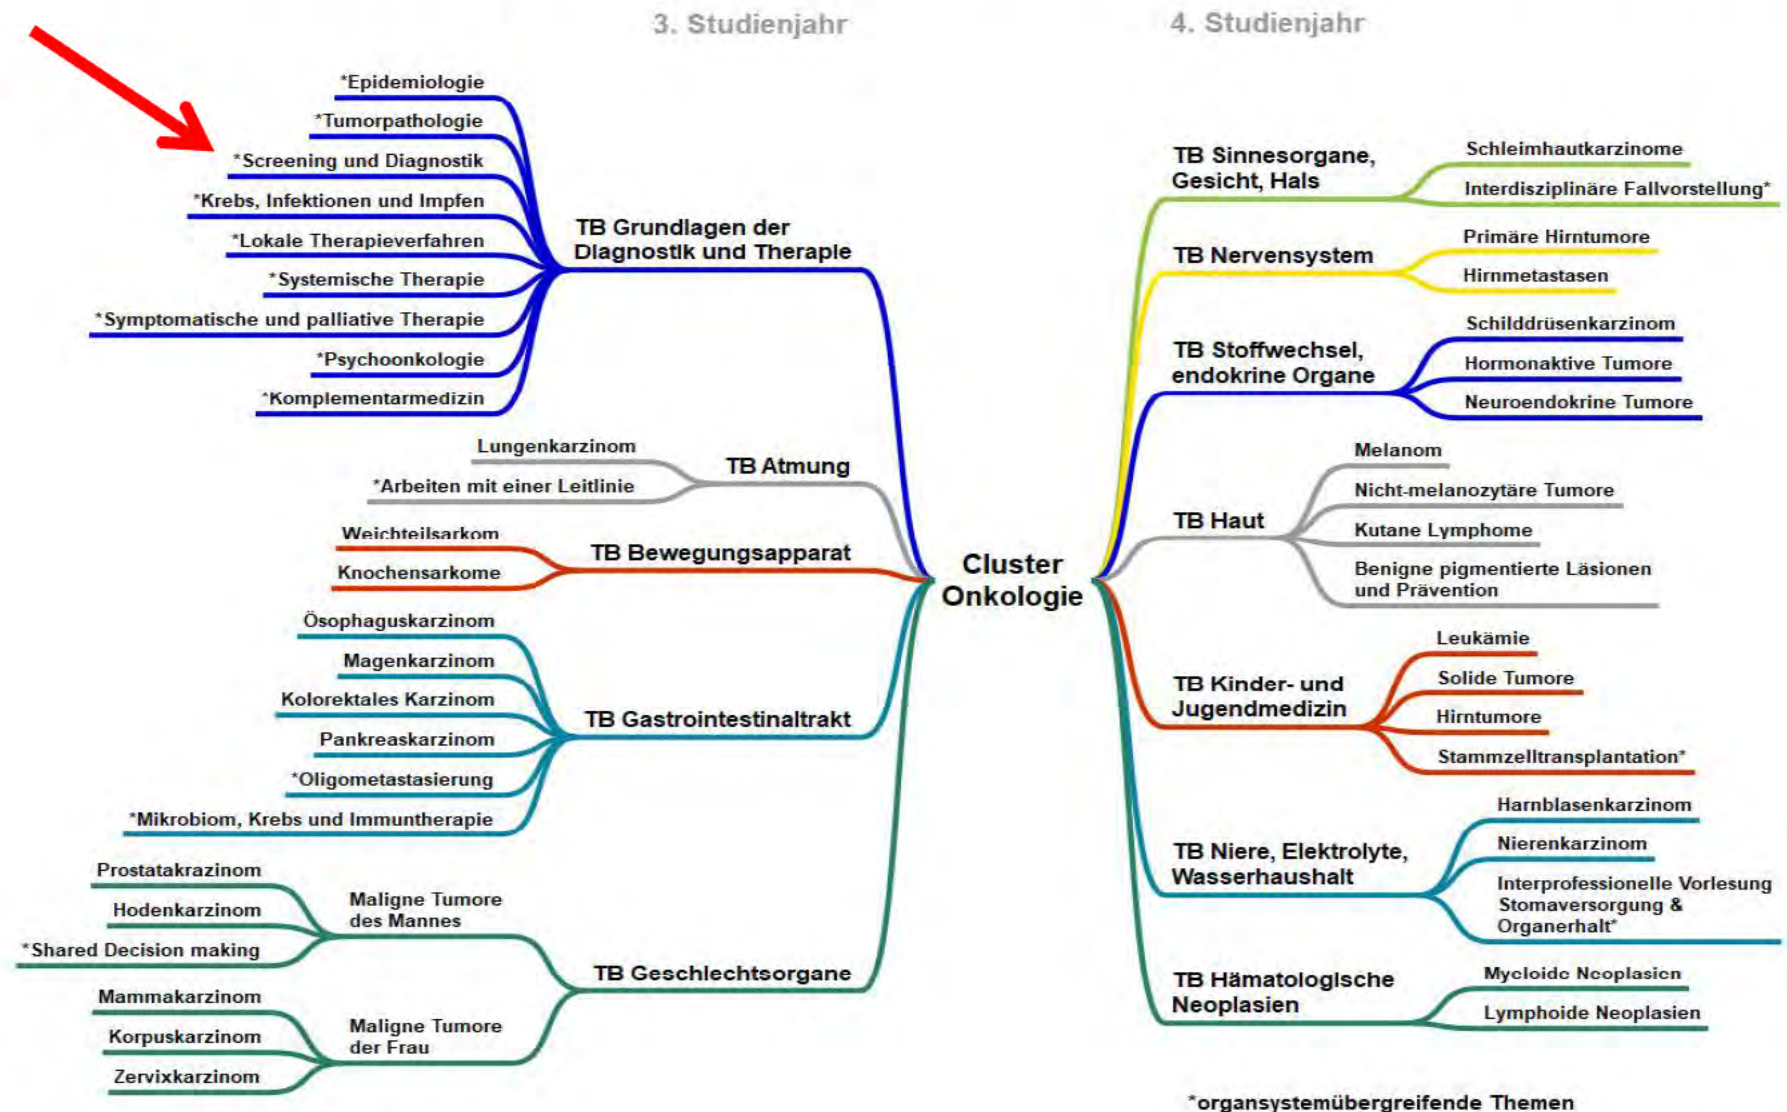 3. Studienjahr
*Epidemiologie
*Tumorpathologie
*Screening und Diagnostik
*Krebs, Infektionen und Impfen
*Lokale Therapieverfahren
*Systemische Therapie
*Symptomatische und palliative Therapie
*Psychoonkologie
*Komplementarmedizin
TB Grundlagen der
Diagnostik und Therapie
Lungenkarzinom
*Arbeiten mit einer Leitlinie
TB Atmung
Weichteilsarkom
Knochensarkome
TB Bewegungsapparat
Ösophaguskarzinom
Magenkarzinom
Kolorektales Karzinom
Pankreaskarzinom
*Oligometastasierung
*Mikrobiom, Krebs und Immuntherapie
TB Gastrointestinaltrakt
Prostatakrazinom
Hodenkarzinom
*Shared Decision making
Maligne Tumore
des Mannes
Mammakarzinom
Korpuskarzinom
Zervixkarzinom
Maligne Tumore
der Frau
TB Geschlechtsorgane
Cluster
Onkologie
4. Studienjahr
TB Sinnesorgane,
Gesicht, Hals
Schleimhautkarzinome
Interdisziplinäre Fallvorstellung*
TB Nervensystem
Primäre Hirntumore
Hirnmetastasen
TB Stoffwechsel,
endokrine Organe
Schilddrüsenkarzinom
Hormonaktive Tumore
Neuroendokrine Tumore
TB Haut
Melanom
Nicht-melanozytäre Tumore
Kutane Lymphome
Benigne pigmentierte Läsionen
und Prävention
TB Kinder- und
Jugendmedizin
Leukämie
Solide Tumore
Hirntumore
Stammzelltransplantation*
TB Niere, Elektrolyte,
Wasserhaushalt
Harnblasenkarzinom
Nierenkarzinom
Interprofessionelle Vorlesung
Stomaversorgung &
Organerhalt*
TB Hämatologische
Neoplasien
Myeloide Neoplasien
Lymphoide Neoplasien
*organsystemübergreifende Themen